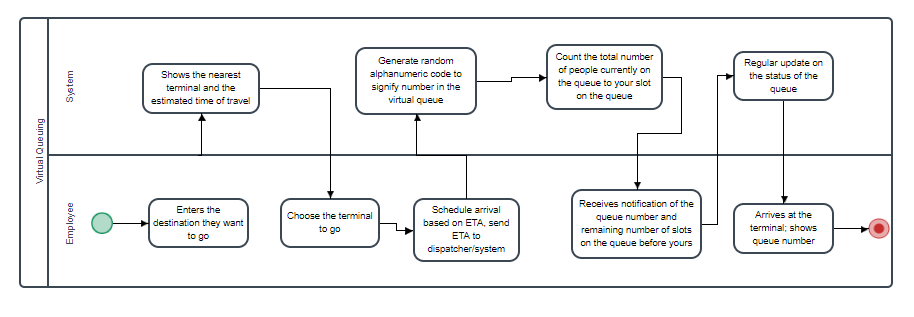 Virtual Queuing
System
Shows the nearest
terminal and the
estimated time of travel
Generate random
alphanumeric code to
signify number in the
virtual queue
Count the total number
of people currently on
the queue to your slot
on the queue
Regular update on
the status of the
queue
Employee
Enters the
destination they want
to go
Choose the terminal
to go
Schedule arrival
based on ETA, send
ETA to
dispatcher/system
Receives notification of the
queue number and
remaining number of slots
on the queue before yours
Arrives at the
terminal; shows
queue number